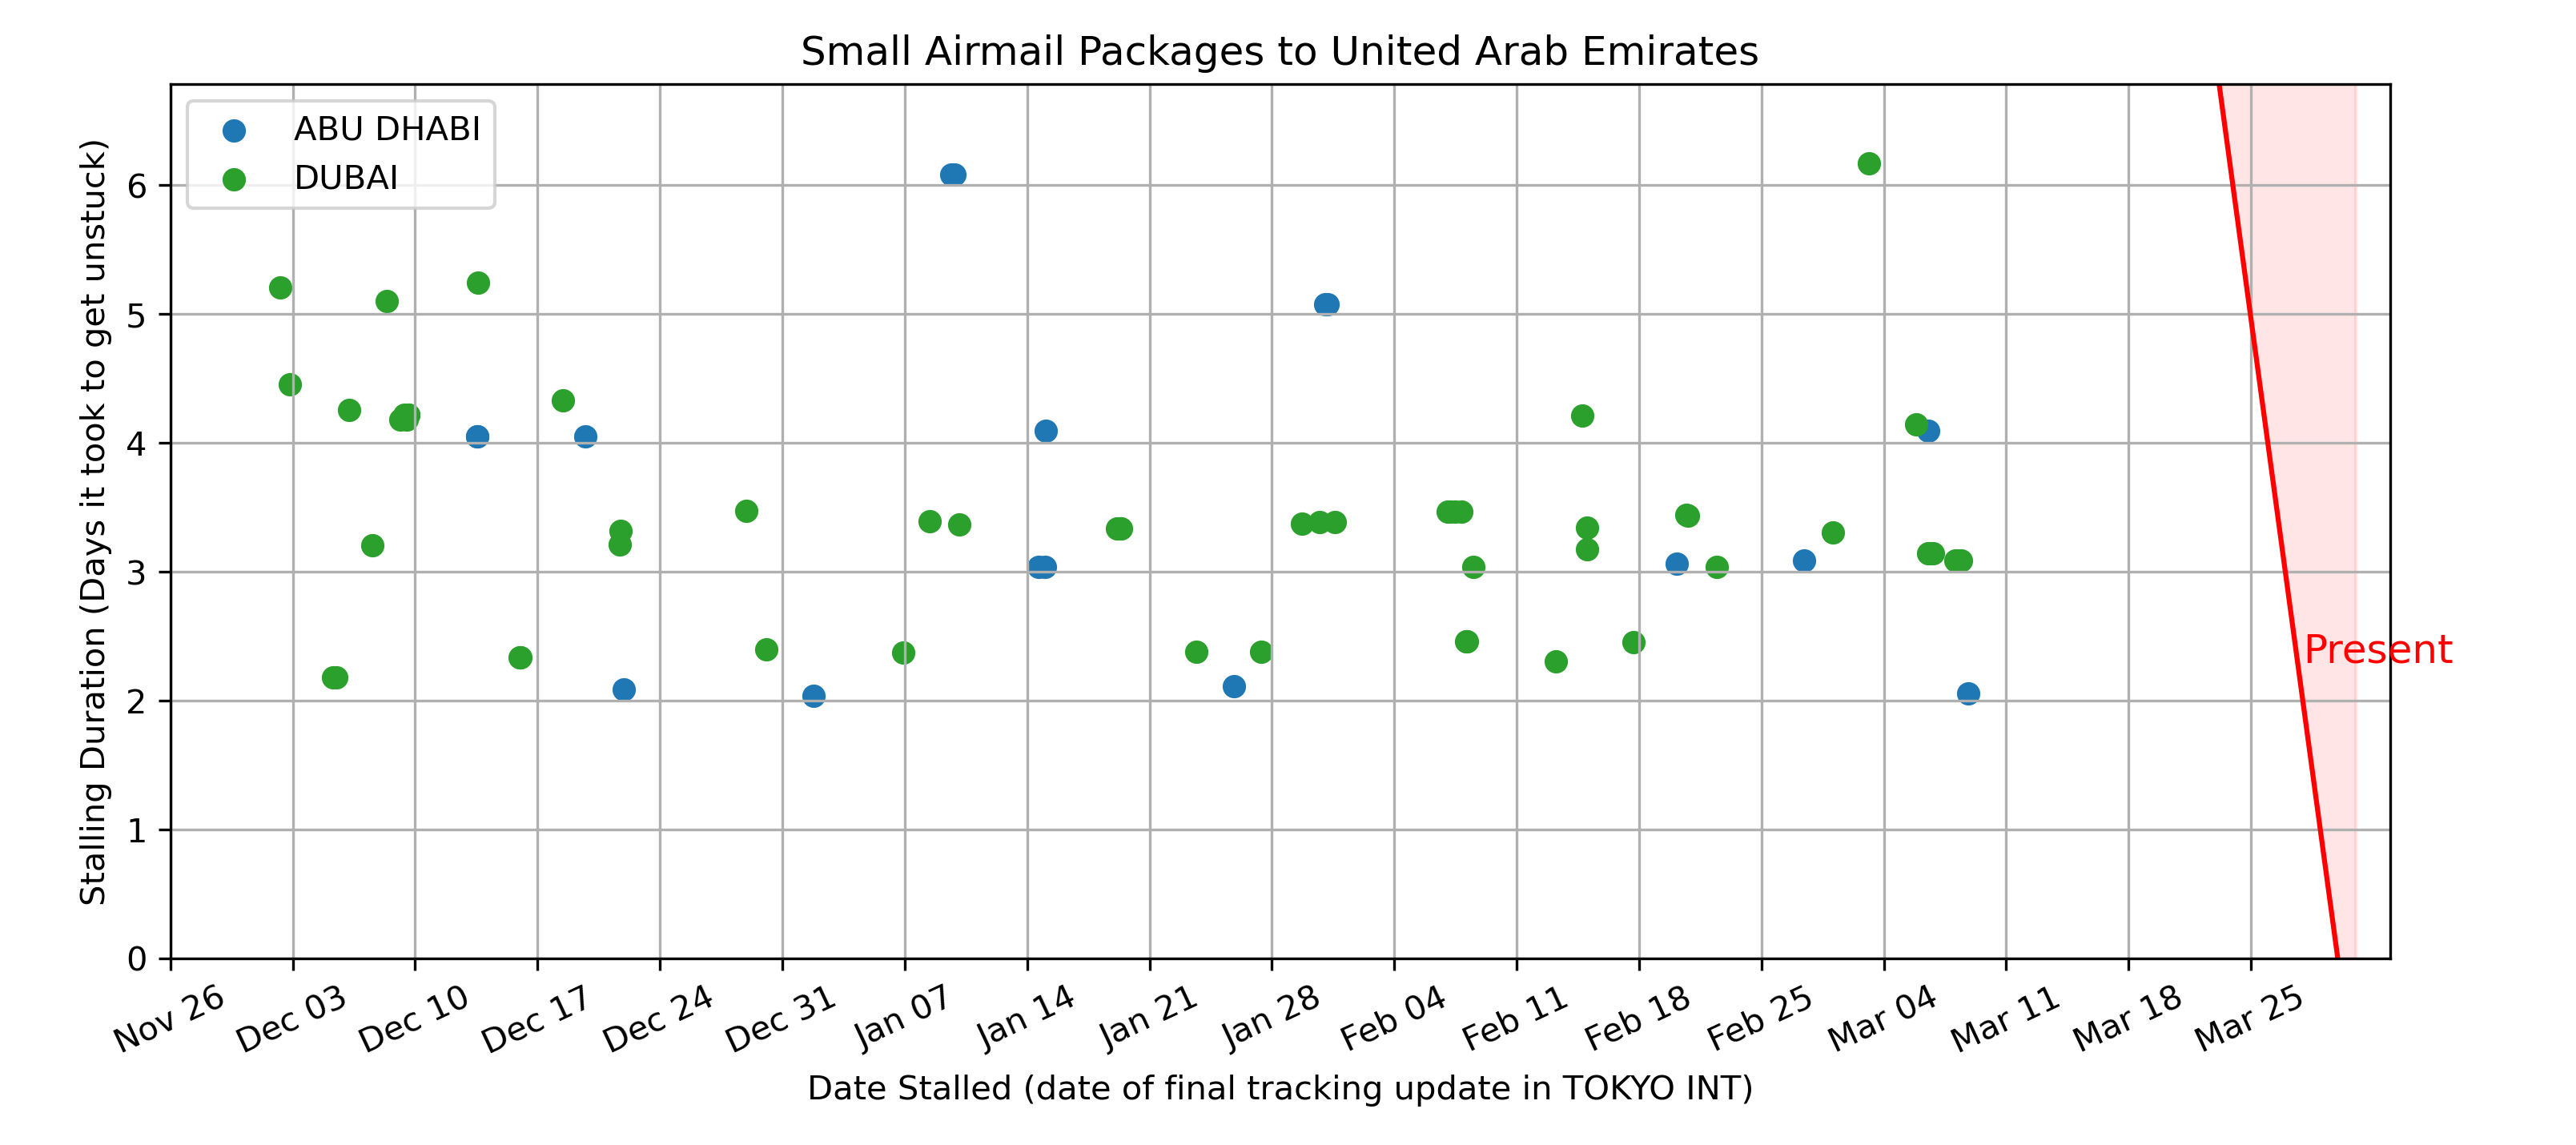 Small Airmail Packages to United Arab Emirates
ABU DHABI
DUBAI
Stalling Duration (Days it took to get unstuck)
6
5
4
3
2
1
0
Present
Nov 26
Dec 03
Dec 10
Dec 17
Dec 24
Dec 31
Jan 07
Jan 14
Jan 21
Jan 28
Feb 04
Feb 11
Feb 18
Feb 25
Mar 04
Mar 11
Mar 18
Mar 25
Date Stalled (date of final tracking update in TOKYO INT)